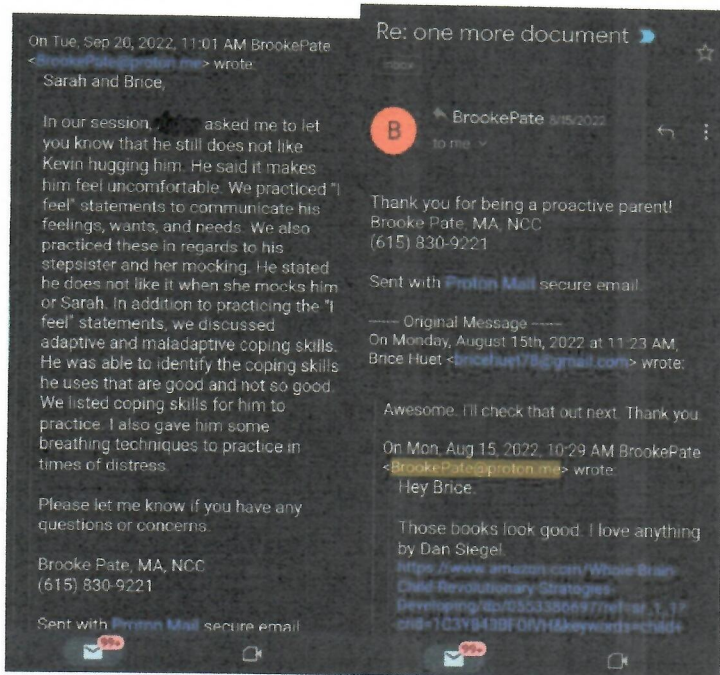 On Tue, Sep 20, 2022, 11:01 AM BrookePate
<BrookePate@proton.me> wrote:
Sarah and Brice,
In our session, asked me to let
you know that he still does not like
Kevin hugging him. He said it makes
him feel uncomfortable. We practiced "I
feel" statements to communicate his
feelings, wants, and needs. We also
practiced these in regards to his
stepsister and her mocking. He stated
he does not like it when she mocks him
or Sarah. In addition to practicing the "I
feel" statements, we discussed
adaptive and maladaptive coping skills.
He was able to identify the coping skills
he uses that are good and not so good.
We listed coping skills for him to
practice. I also gave him some
breathing techniques to practice in
times of distress.
Please let me know if you have any
questions or concerns.
Brooke Pate, MA, NCC
(615) 830-9221
Sent with Proton Mail secure email.
99+
Re: one more document
Inbox
B
BrookePate 8/15/2022
to me
Thank you for being a proactive parent!
Brooke Pate, MA, NCC
(615) 830-9221
Sent with Proton Mail secure email.
------ Original Message ------
On Monday, August 15th, 2022 at 11:23 AM,
Brice Huet <bricehuet78@gmail.com> wrote:
Awesome. I'll check that out next. Thank you.
On Mon, Aug 15, 2022, 10:29 AM BrookePate
<BrookePate@proton.me> wrote:
Hey Brice.
Those books look good. I love anything
by Dan Siegel.
https://www.amazon.com/Whole-Brain-
Child-Revolutionary-Strategies-
99+